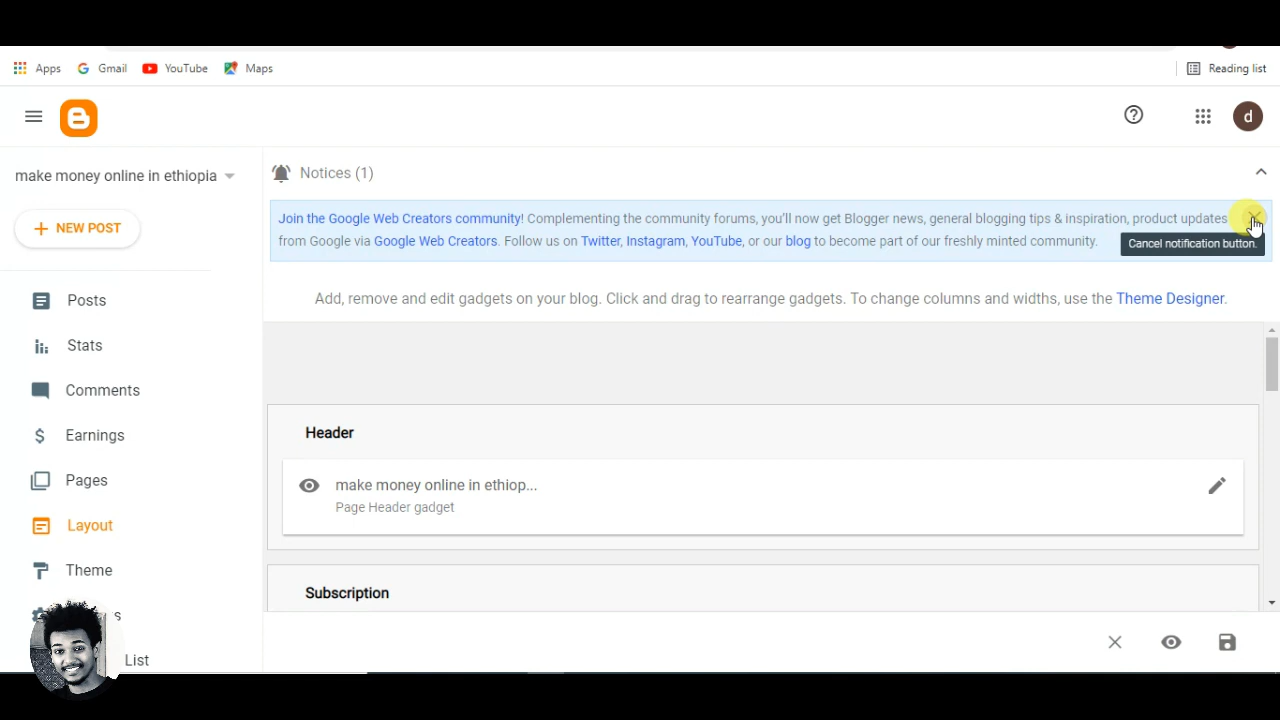 Apps Gmail YouTube Maps Reading list
d
make money online in ethiopia
Notices (1)
NEW POST
Join the Google Web Creators community! Complementing the community forums, you'll now get Blogger news, general blogging tips & inspiration, product updates
from Google via Google Web Creators. Follow us on Twitter, Instagram, YouTube, or our blog to become part of our freshly minted community.
Cancel notification button.
Add, remove and edit gadgets on your blog. Click and drag to rearrange gadgets. To change columns and widths, use the Theme Designer.
Posts
Stats
Comments
Earnings
Pages
Layout
Theme
List
Header
make money online in ethiop...
Page Header gadget
Subscription